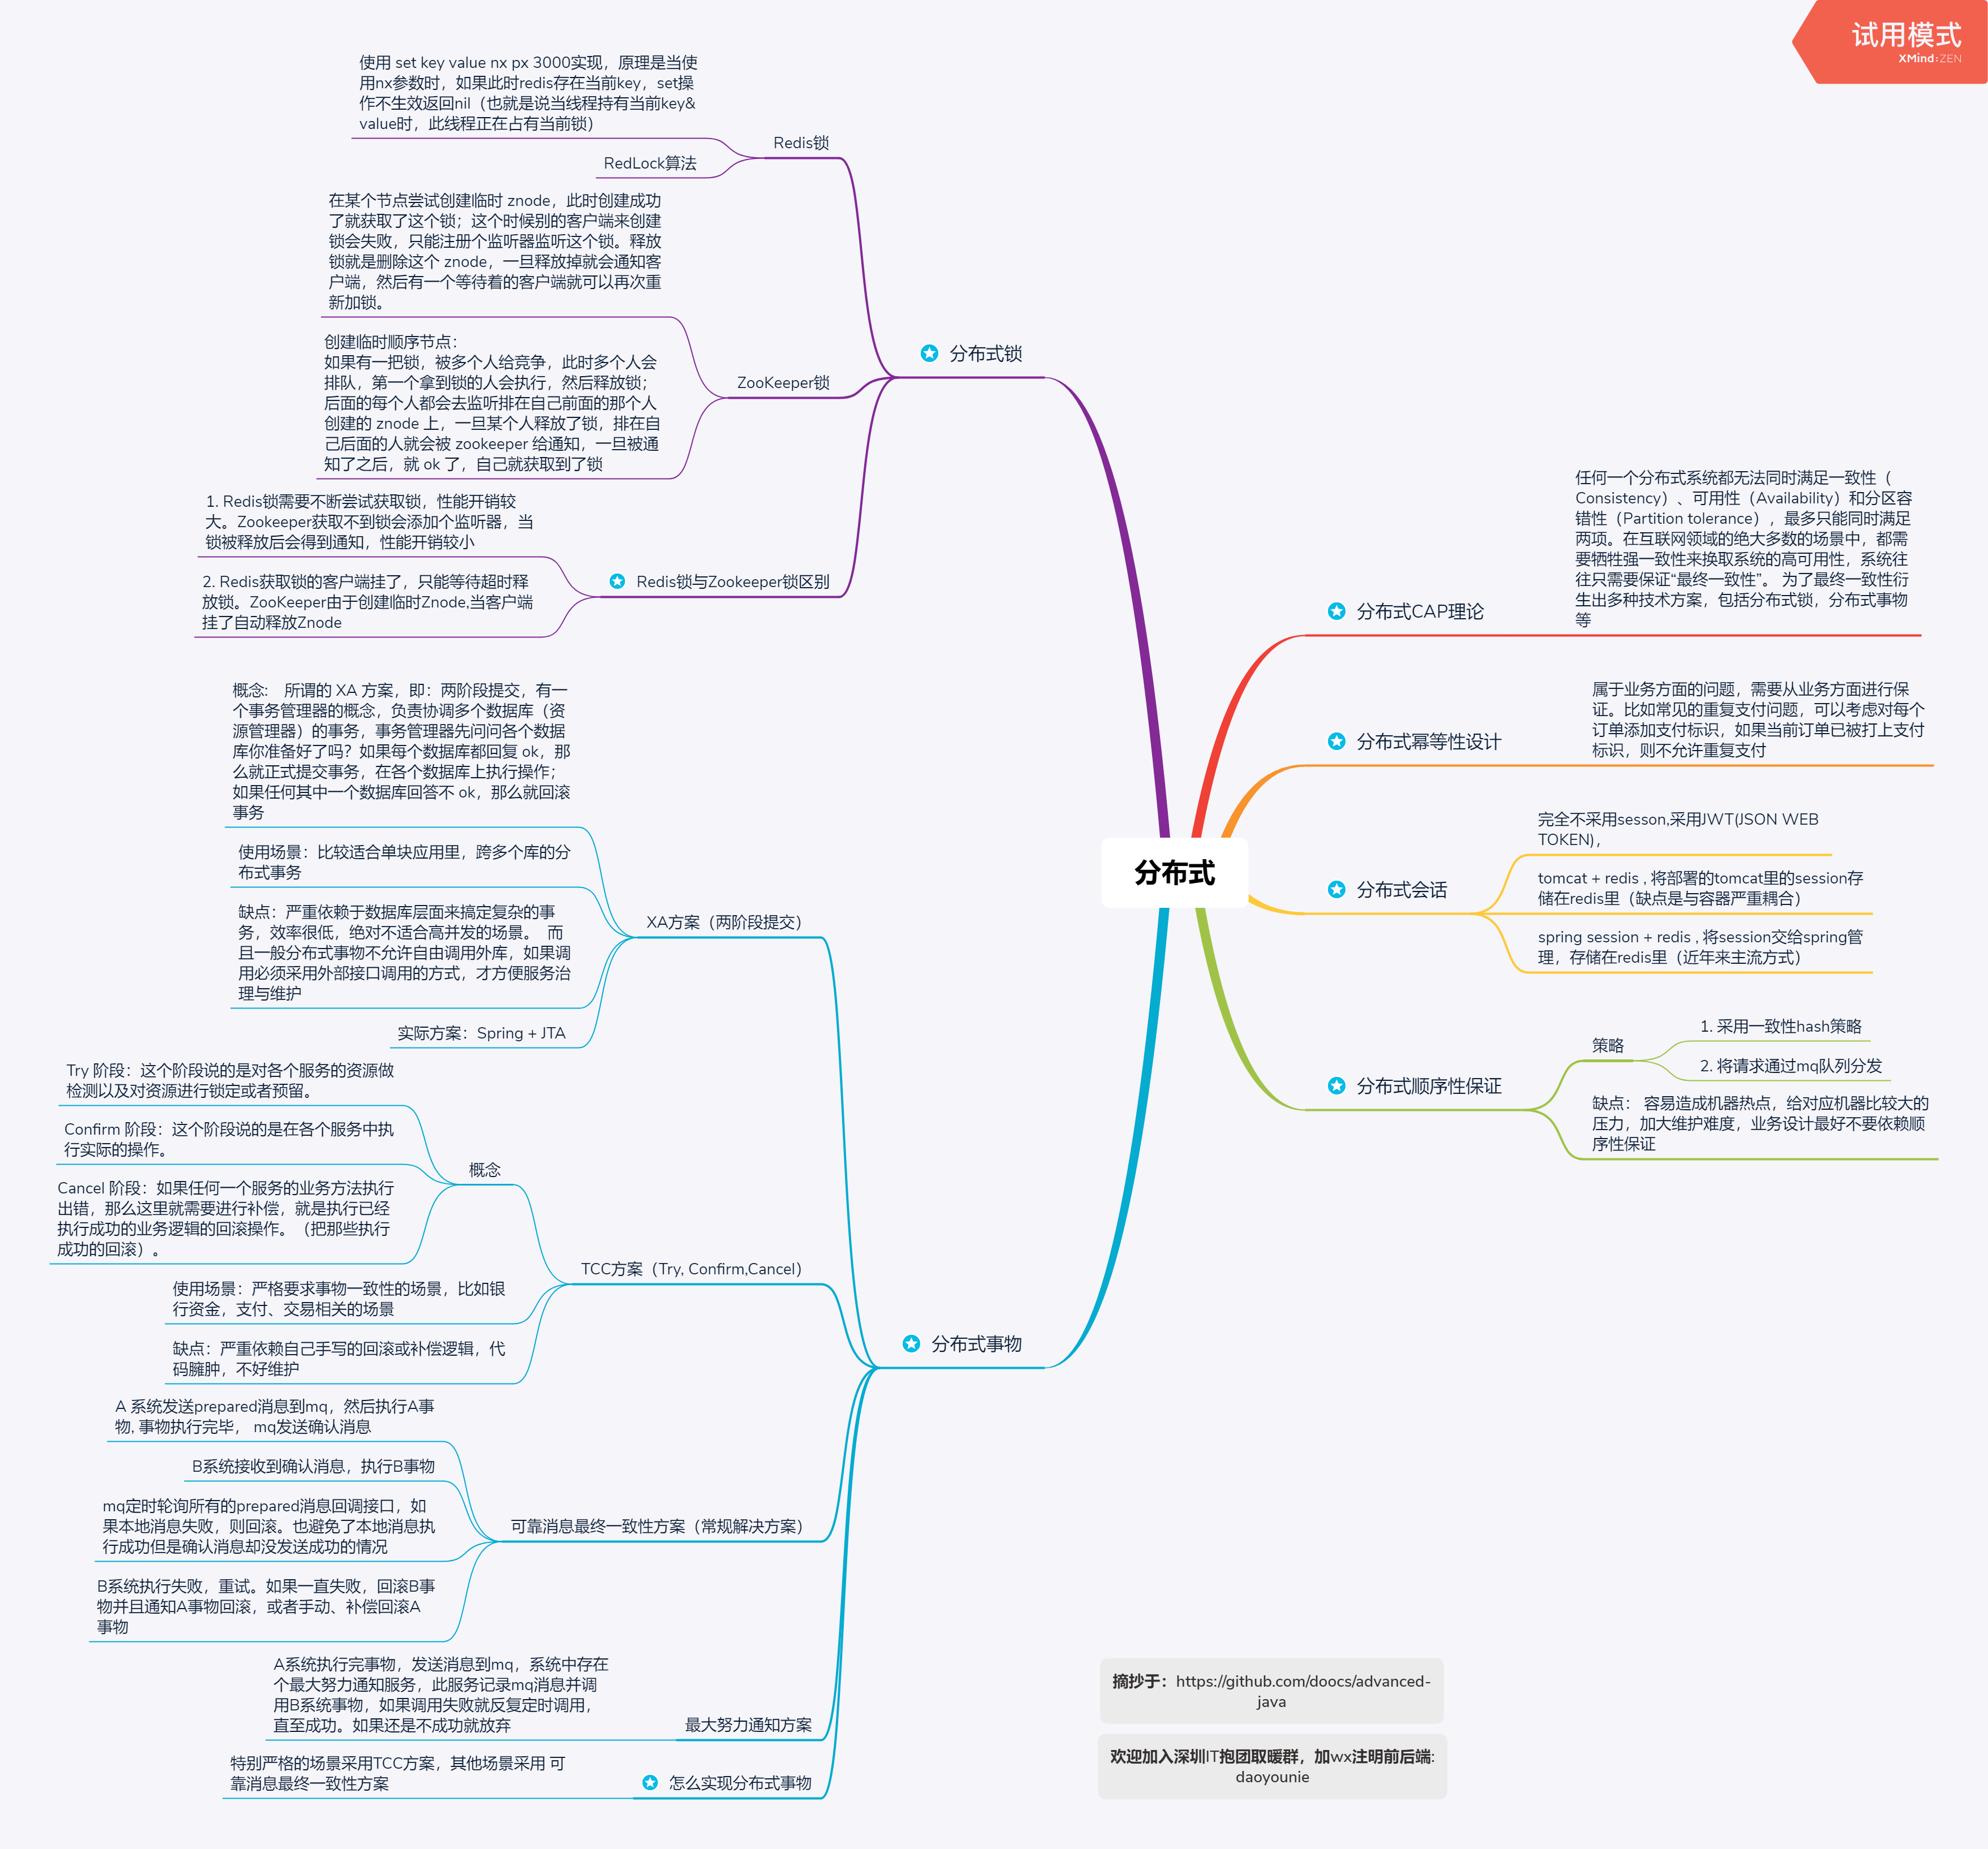 试用模式
XMind:ZEN
使用 set key value nx px 3000实现，原理是当使
用nx参数时，如果此时redis存在当前key，set操
作不生效返回nil（也就是说当线程持有当前key&
value时，此线程正在占有当前锁）
Redis锁
RedLock算法
在某个节点尝试创建临时 znode，此时创建成功
了就获取了这个锁；这个时候别的客户端来创建
锁会失败，只能注册个监听器监听这个锁。释放
锁就是删除这个 znode，一旦释放掉就会通知客
户端，然后有一个等待着的客户端就可以再次重
新加锁。
创建临时顺序节点：
如果有一把锁，被多个人给竞争，此时多个人会
排队，第一个拿到锁的人会执行，然后释放锁；
后面的每个人都会去监听排在自己前面的那个人
创建的 znode 上，一旦某个人释放了锁，排在自
己后面的人就会被 zookeeper 给通知，一旦被通
知了之后，就 ok 了，自己就获取到了锁
ZooKeeper锁
分布式锁
1. Redis锁需要不断尝试获取锁，性能开销较
大。Zookeeper获取不到锁会添加个监听器，当
锁被释放后会得到通知，性能开销较小
2. Redis获取锁的客户端挂了，只能等待超时释
放锁。ZooKeeper由于创建临时Znode,当客户端
挂了自动释放Znode
Redis锁与Zookeeper锁区别
分布式CAP理论
任何一个分布式系统都无法同时满足一致性（
Consistency）、可用性（Availability）和分区容
错性（Partition tolerance），最多只能同时满足
两项。在互联网领域的绝大多数的场景中，都需
要牺牲强一致性来换取系统的高可用性，系统往
往只需要保证“最终一致性”。 为了最终一致性衍
生出多种技术方案，包括分布式锁，分布式事物
等
分布式幂等性设计
属于业务方面的问题，需要从业务方面进行保
证。比如常见的重复支付问题，可以考虑对每个
订单添加支付标识，如果当前订单已被打上支付
标识，则不允许重复支付
分布式
分布式会话
完全不采用sesson,采用JWT(JSON WEB
TOKEN)，
tomcat + redis , 将部署的tomcat里的session存
储在redis里（缺点是与容器严重耦合）
spring session + redis , 将session交给spring管
理，存储在redis里（近年来主流方式）
分布式顺序性保证
策略
1. 采用一致性hash策略
2. 将请求通过mq队列分发
缺点： 容易造成机器热点，给对应机器比较大的
压力，加大维护难度，业务设计最好不要依赖顺
序性保证
概念:   所谓的 XA 方案，即：两阶段提交，有一
个事务管理器的概念，负责协调多个数据库（资
源管理器）的事务，事务管理器先问问各个数据
库你准备好了吗？如果每个数据库都回复 ok，那
么就正式提交事务，在各个数据库上执行操作；
如果任何其中一个数据库回答不 ok，那么就回滚
事务
使用场景：比较适合单块应用里，跨多个库的分
布式事务
缺点：严重依赖于数据库层面来搞定复杂的事
务，效率很低，绝对不适合高并发的场景。  而
且一般分布式事物不允许自由调用外库，如果调
用必须采用外部接口调用的方式，才方便服务治
理与维护
实际方案：Spring + JTA
XA方案（两阶段提交）
Try 阶段：这个阶段说的是对各个服务的资源做
检测以及对资源进行锁定或者预留。
Confirm 阶段：这个阶段说的是在各个服务中执
行实际的操作。
Cancel 阶段：如果任何一个服务的业务方法执行
出错，那么这里就需要进行补偿，就是执行已经
执行成功的业务逻辑的回滚操作。（把那些执行
成功的回滚）。
概念
使用场景：严格要求事物一致性的场景，比如银
行资金，支付、交易相关的场景
缺点：严重依赖自己手写的回滚或补偿逻辑，代
码臃肿，不好维护
TCC方案（Try, Confirm,Cancel）
分布式事物
A 系统发送prepared消息到mq，然后执行A事
物, 事物执行完毕， mq发送确认消息
B系统接收到确认消息，执行B事物
mq定时轮询所有的prepared消息回调接口，如
果本地消息失败，则回滚。也避免了本地消息执
行成功但是确认消息却没发送成功的情况
B系统执行失败，重试。如果一直失败，回滚B事
物并且通知A事物回滚，或者手动、补偿回滚A
事物
可靠消息最终一致性方案（常规解决方案）
A系统执行完事物，发送消息到mq，系统中存在
个最大努力通知服务，此服务记录mq消息并调
用B系统事物，如果调用失败就反复定时调用，
直至成功。如果还是不成功就放弃
最大努力通知方案
特别严格的场景采用TCC方案，其他场景采用 可
靠消息最终一致性方案
怎么实现分布式事物
摘抄于：https://github.com/doocs/advanced-
java
欢迎加入深圳IT抱团取暖群，加wx注明前后端:
daoyounie